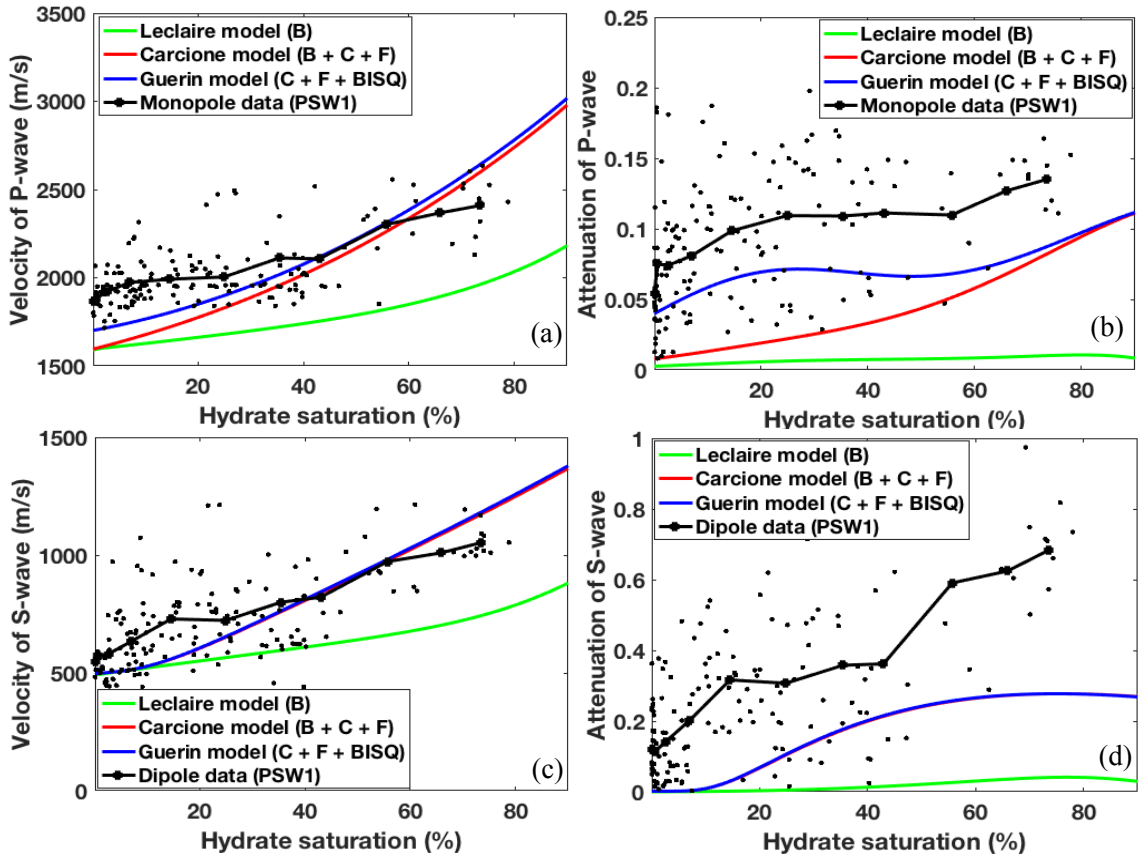 3500
3000
2500
2000
1500
Velocity of P-wave (m/s)
Leclaire model (B)
Carcione model (B + C + F)
Guerin model (C + F + BISQ)
Monopole data (PSW1)
(a)
20
40
60
80
Hydrate saturation (%)
0.25
0.2
0.15
0.1
0.05
0
Attenuation of P-wave
Leclaire model (B)
Carcione model (B + C + F)
Guerin model (C + F + BISQ)
Monopole data (PSW1)
(b)
20
40
60
80
Hydrate saturation (%)
1500
1000
500
0
Velocity of S-wave (m/s)
Leclaire model (B)
Carcione model (B + C + F)
Guerin model (C + F + BISQ)
Dipole data (PSW1)
(c)
20
40
60
80
Hydrate saturation (%)
1
0.8
0.6
0.4
0.2
0
Attenuation of S-wave
Leclaire model (B)
Carcione model (B + C + F)
Guerin model (C + F + BISQ)
Dipole data (PSW1)
(d)
20
40
60
80
Hydrate saturation (%)